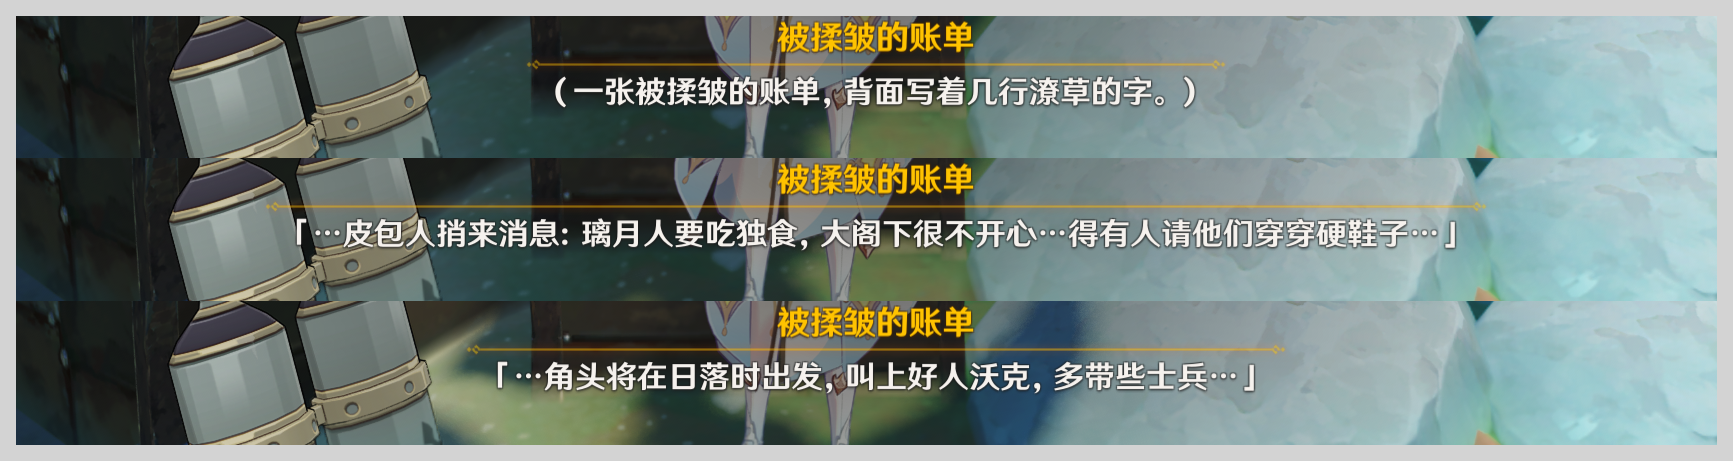 被揉皱的账单
（一张被揉皱的账单，背面写着几行潦草的字。）
被揉皱的账单
「…皮包人捎来消息：璃月人要吃独食，大阁下很不开心…得有人请他们穿穿硬鞋子…」
被揉皱的账单
「…角头将在日落时出发，叫上好人沃克，多带些士兵…」